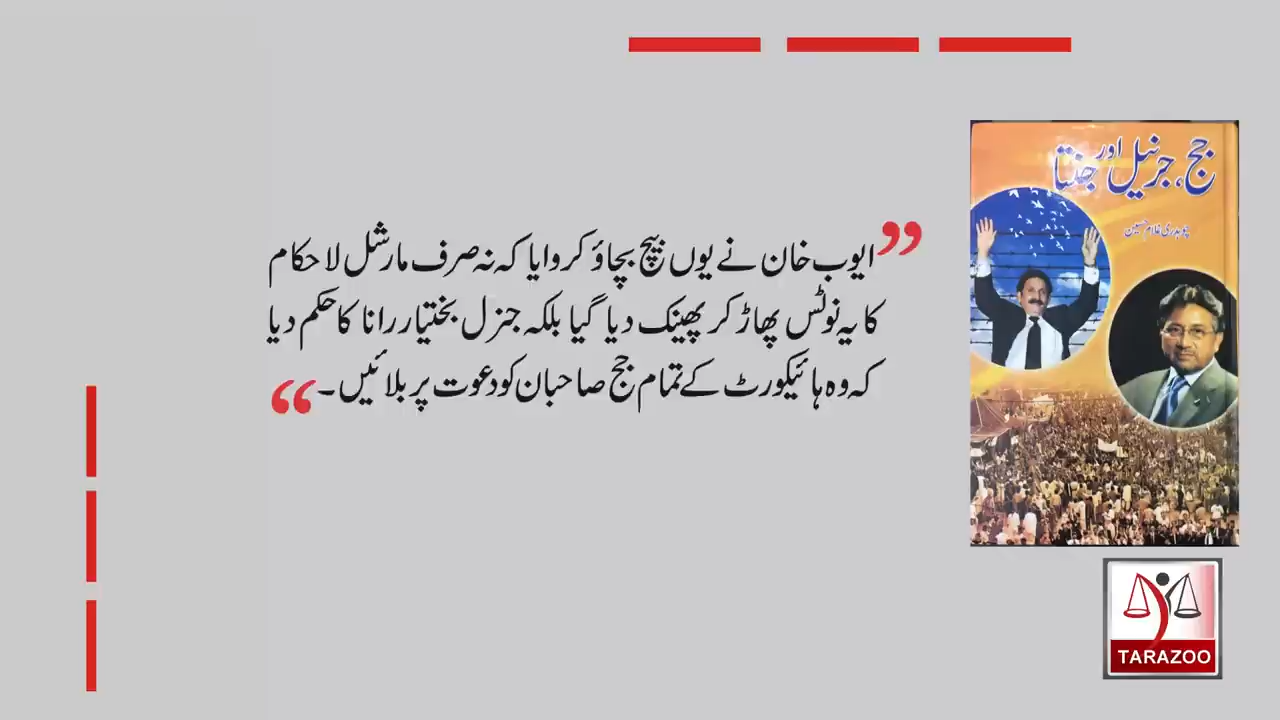 جج، جرنیل اور جنتا
چوہدری غلام حسین
”ایوب خان نے یوں بیچ بچاؤ کروایا کہ نہ صرف مارشل لا حکام
کا یہ نوٹس پھاڑ کر پھینک دیا گیا بلکہ جنرل بختیار رانا کا حکم دیا
کہ وہ ہائیکورٹ کے تمام جج صاحبان کو دعوت پر بلائیں۔“
TARAZOO